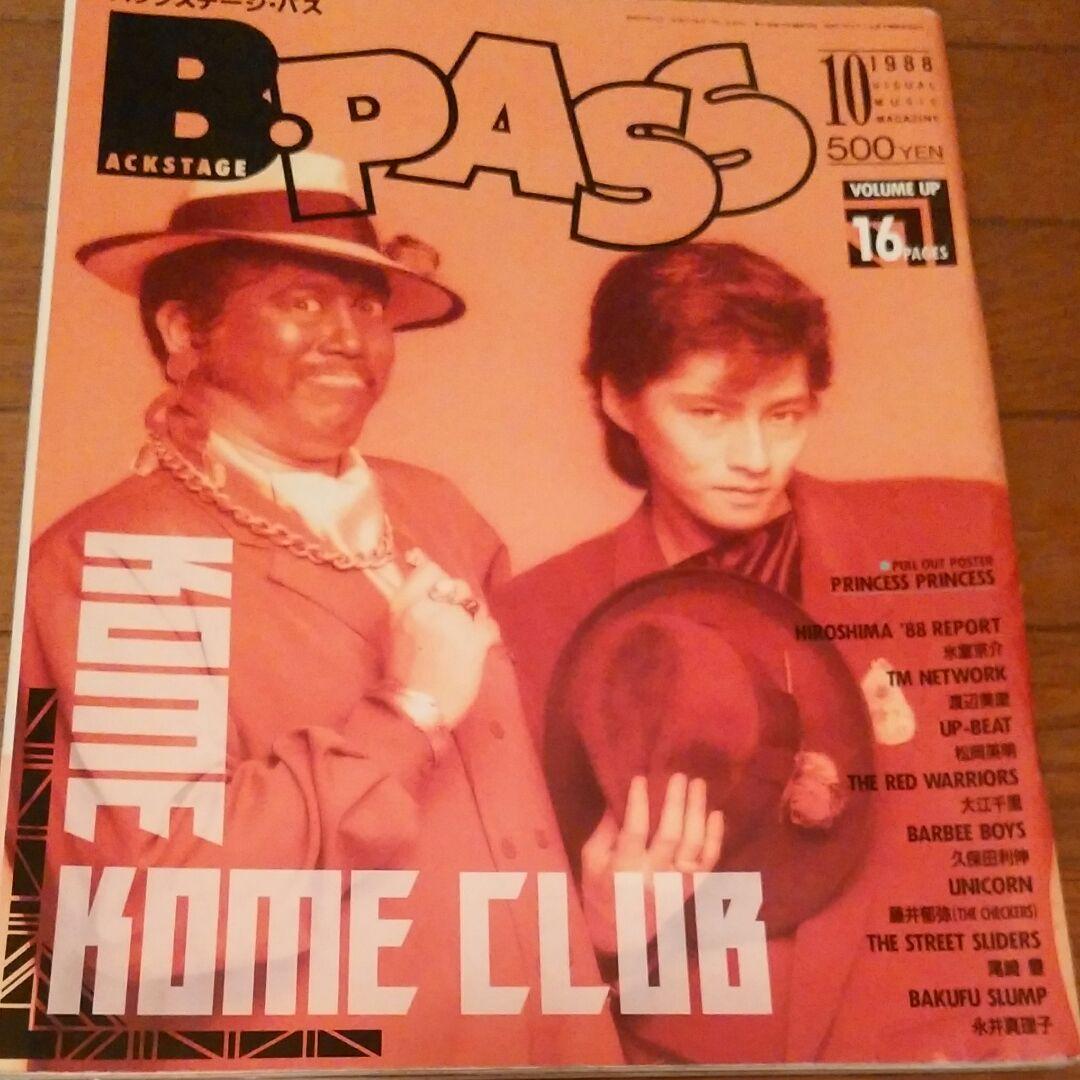 バックステージ・パス
B.PASS
ACKSTAGE
10 1988
VISUAL
MUSIC
MAGAZINE
500YEN
VOLUME UP
16PAGES
KOME
KOME CLUB
PULL OUT POSTER
PRINCESS PRINCESS
HIROSHIMA '88 REPORT
氷室京介
TM NETWORK
渡辺美里
UP-BEAT
松岡英明
THE RED WARRIORS
大江千里
BARBEE BOYS
久保田利伸
UNICORN
藤井郁弥(THE CHECKERS)
THE STREET SLIDERS
尾崎 豊
BAKUFU SLUMP
永井真理子